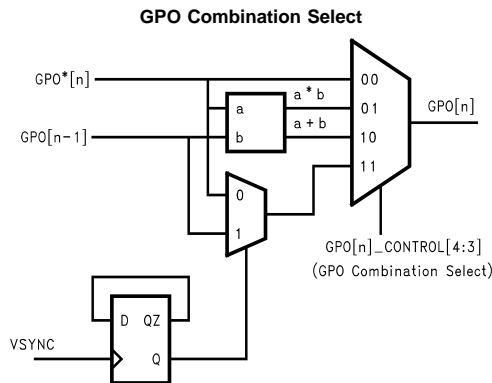 GPO Combination Select
GPO*[n]
GPO[n-1]
a
b
a * b
a + b
00
01
10
11
GPO[n]
0
1
GPO[n]_CONTROL[4:3]
(GPO Combination Select)
D QZ
VSYNC
Q